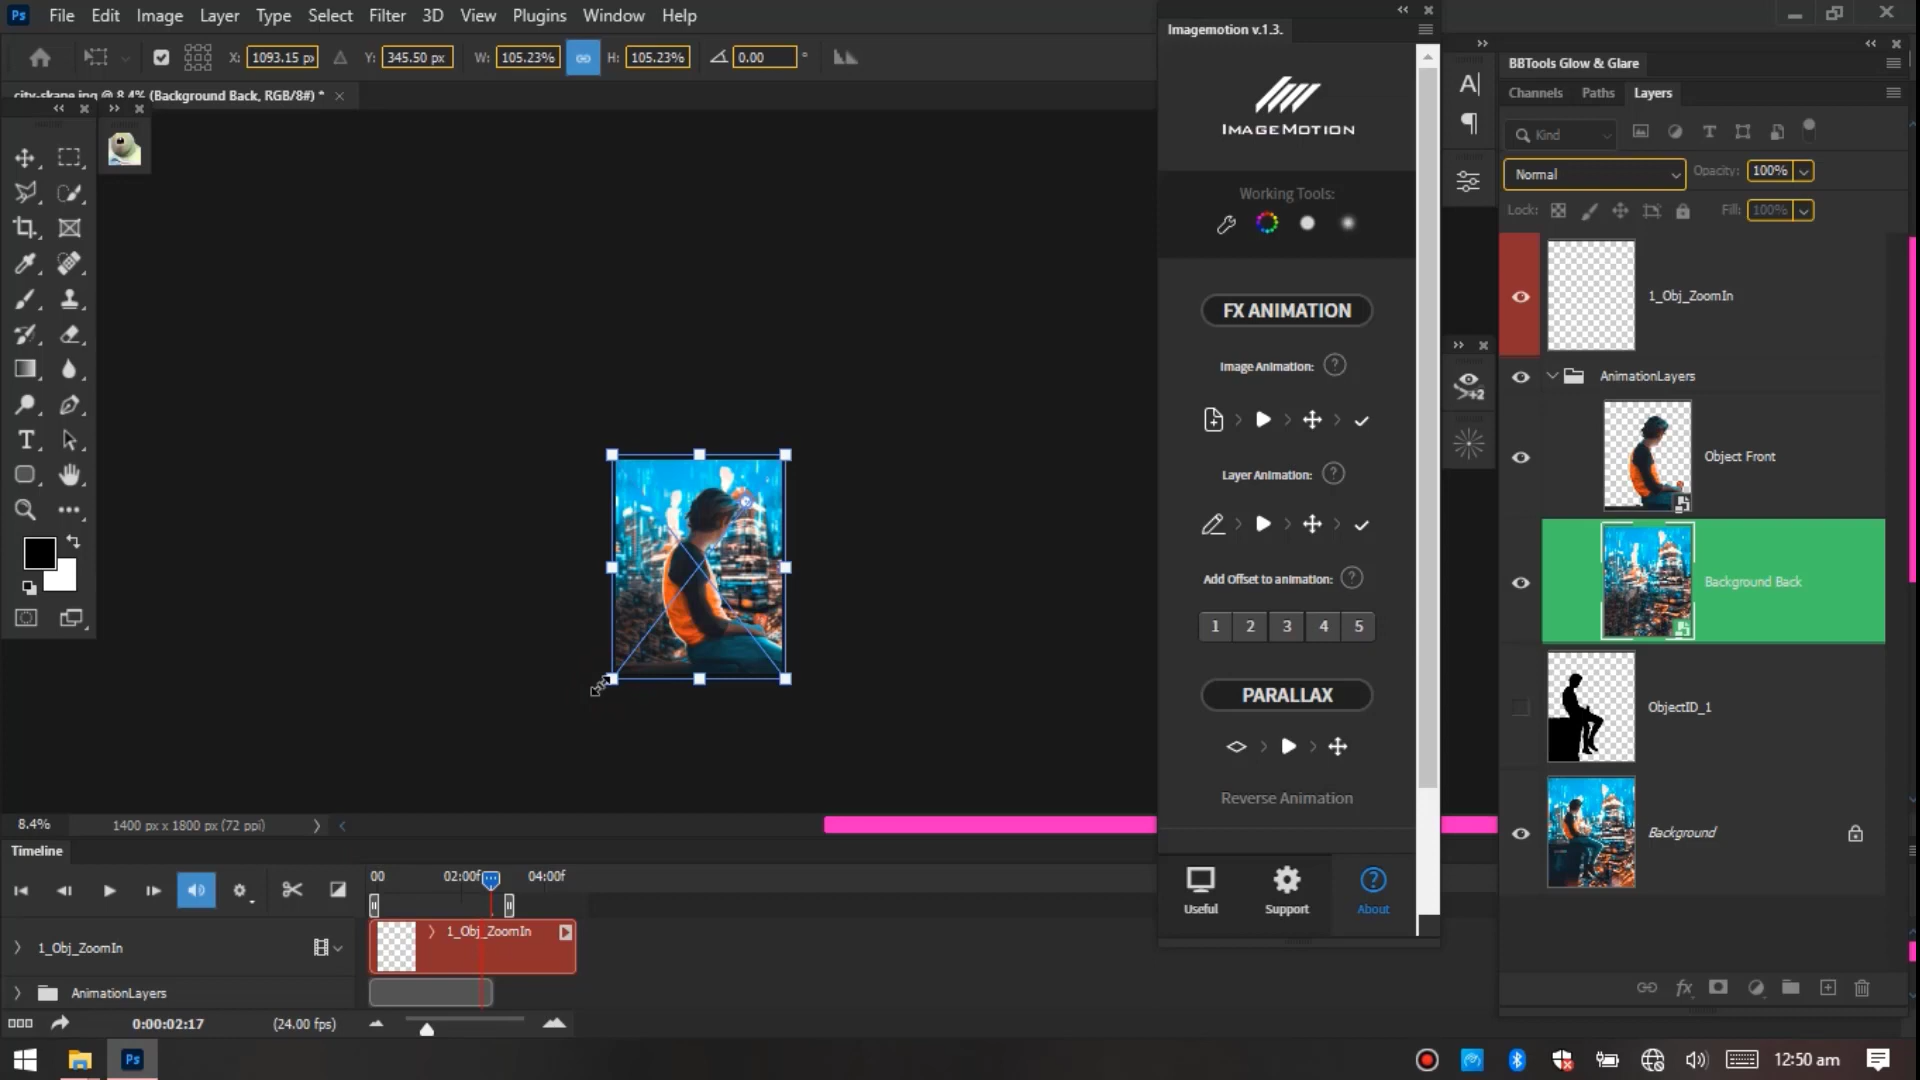 Ps File Edit Image Layer Type Select Filter 3D View Plugins Window Help
X: 1093.15 px Y: 345.50 px W: 105.23% H: 105.23% 0.00 °
city-skape.jpg @ 8.4% (Background Back, RGB/8#) *
8.4% 1400 px x 1800 px (72 ppi)
Timeline
00 02:00f 04:00f
1_Obj_ZoomIn
1_Obj_ZoomIn
AnimationLayers
0:00:02:17 (24.00 fps)
Imagemotion v.1.3.
IMAGEMOTION
Working Tools:
FX ANIMATION
Image Animation: ?
Layer Animation: ?
Add Offset to animation: ?
1 2 3 4 5
PARALLAX
Reverse Animation
Useful Support ? About
A
+2
BBTools Glow & Glare
Channels Paths Layers
Kind
Normal Opacity: 100%
Lock: Fill: 100%
1_Obj_ZoomIn
AnimationLayers
Object Front
Background Back
ObjectID_1
Background
fx
Ps
12:50 am